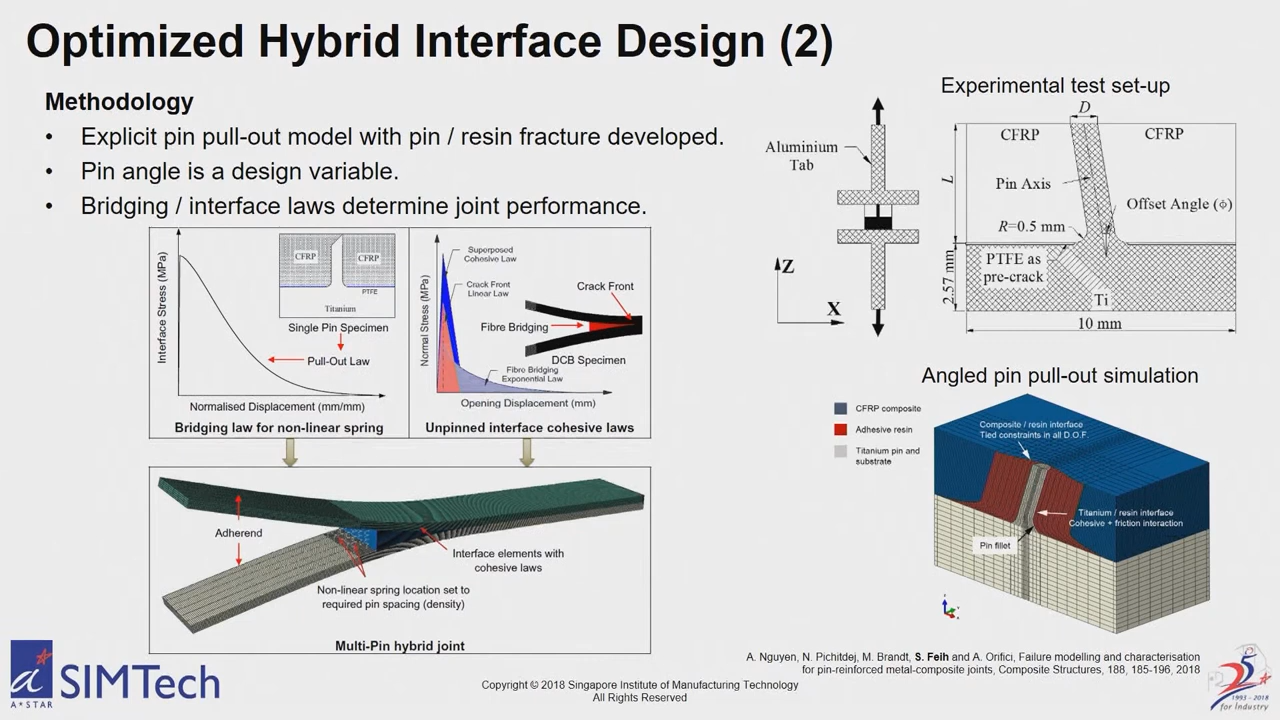 Optimized Hybrid Interface Design (2)
Methodology
• Explicit pin pull-out model with pin / resin fracture developed.
• Pin angle is a design variable.
• Bridging / interface laws determine joint performance.
Interface Stress (MPa)
CFRP
CFRP
PTFE
Titanium
Single Pin Specimen
Pull-Out Law
Normalised Displacement (mm/mm)
Bridging law for non-linear spring
Normal Stress (MPa)
Superposed
Cohesive Law
Crack Front
Linear Law
Crack Front
Fibre Bridging
DCB Specimen
Fibre Bridging
Exponential Law
Opening Displacement (mm)
Unpinned interface cohesive laws
Adherend
Interface elements with
cohesive laws
Non-linear spring location set to
required pin spacing (density)
Multi-Pin hybrid joint
Aluminium
Tab
Z
X
Experimental test set-up
D
CFRP
CFRP
L
Pin Axis
Offset Angle (ϕ)
R=0.5 mm
PTFE as
pre-crack
2.57 mm
Ti
10 mm
Angled pin pull-out simulation
CFRP composite
Adhesive resin
Titanium pin and
substrate
Composite / resin interface
Tied constraints in all D.O.F.
Titanium / resin interface
Cohesive + friction interaction
Pin fillet
A. Nguyen, N. Pichitdej, M. Brandt, S. Feih and A. Orifici, Failure modelling and characterisation
for pin-reinforced metal-composite joints, Composite Structures, 188, 185-196, 2018
Copyright © 2018 Singapore Institute of Manufacturing Technology
All Rights Reserved
a
A★STAR
SIMTech
25
1993 - 2018
for Industry